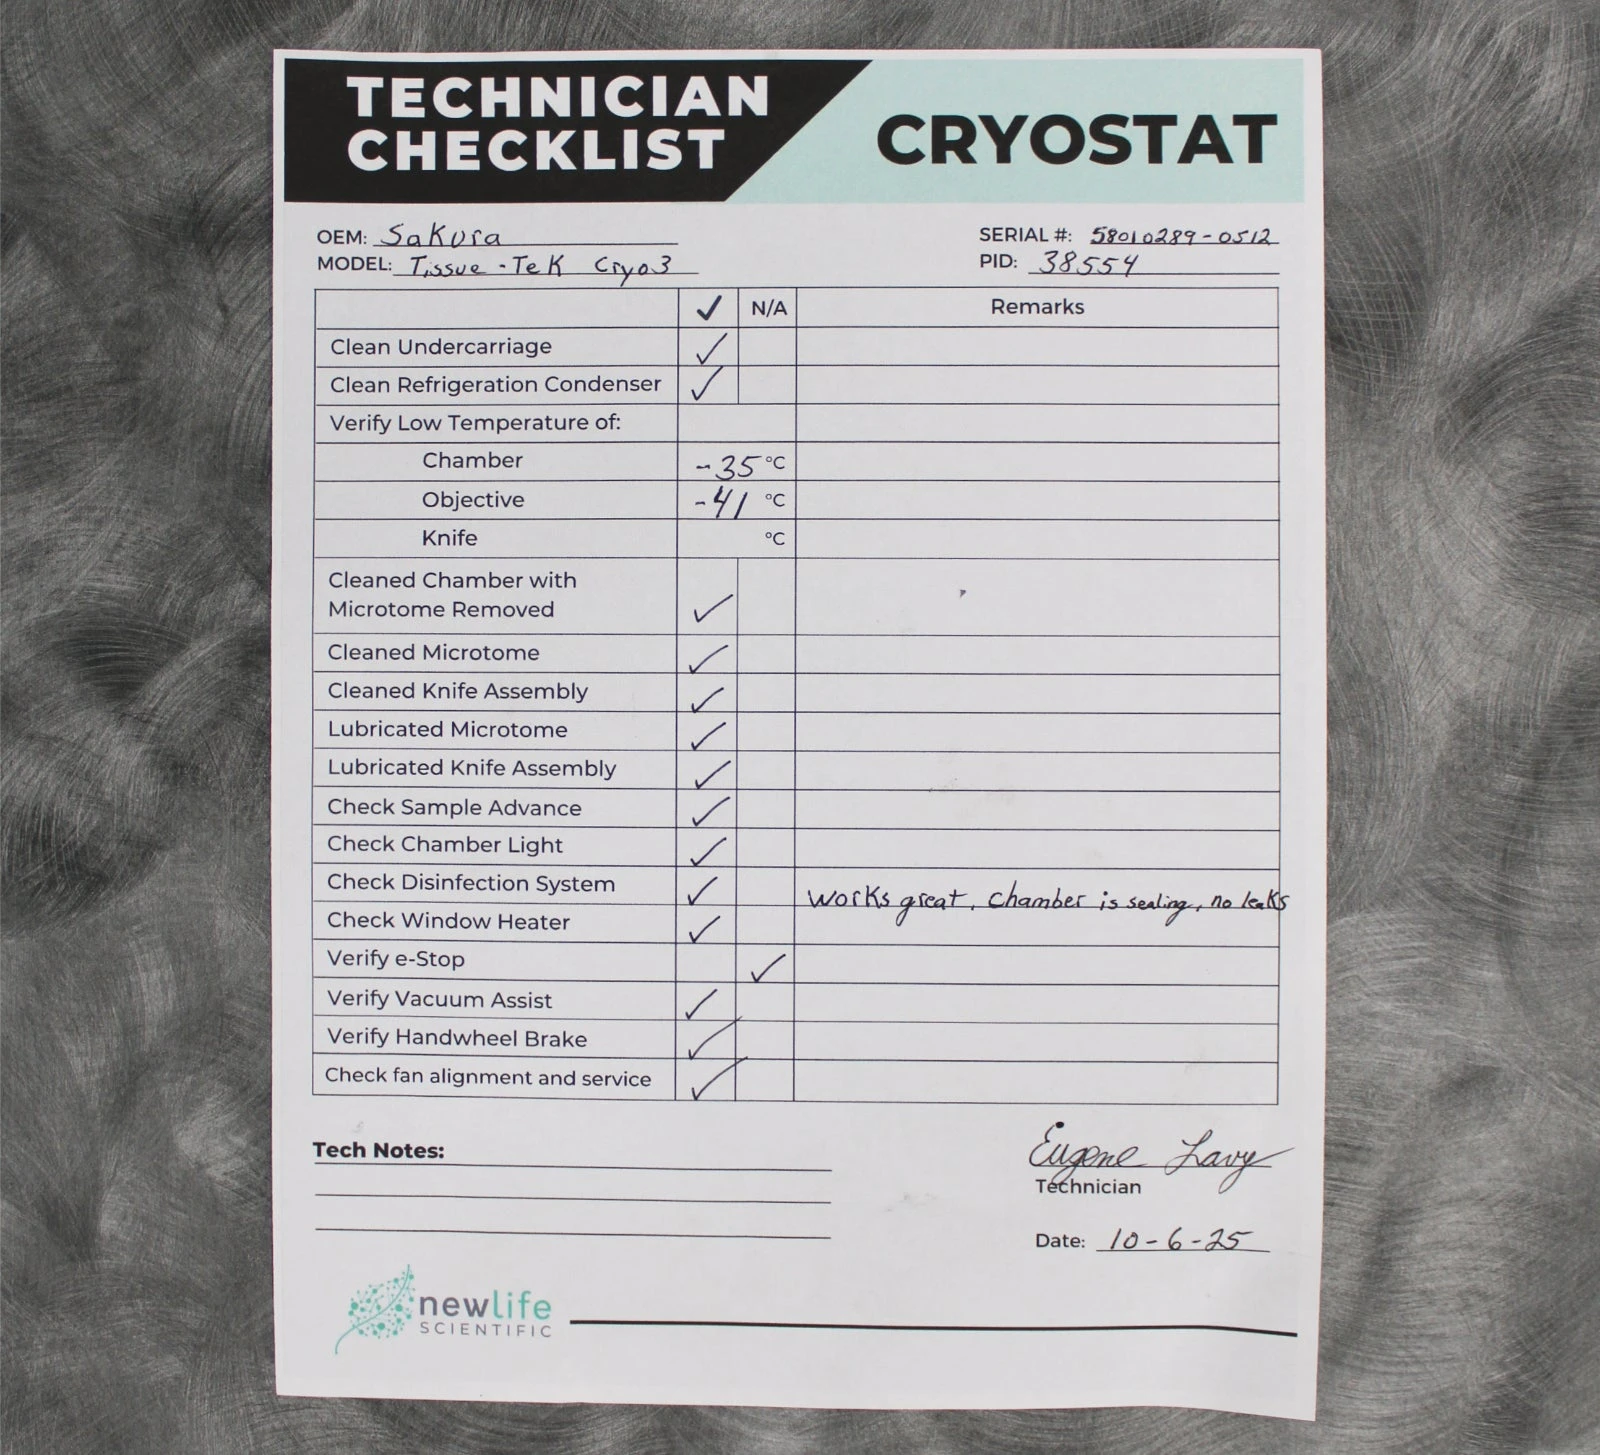 TECHNICIAN
CHECKLIST
CRYOSTAT
OEM: Sakura
SERIAL #: 58010289-0512
MODEL: Tissue-Tek Cryo3
PID: 38554
✓ N/A Remarks
Clean Undercarriage ✓
Clean Refrigeration Condenser ✓
Verify Low Temperature of:
Chamber -35 °C
Objective -41 °C
Knife °C
Cleaned Chamber with
Microtome Removed ✓
Cleaned Microtome ✓
Cleaned Knife Assembly ✓
Lubricated Microtome ✓
Lubricated Knife Assembly ✓
Check Sample Advance ✓
Check Chamber Light ✓
Check Disinfection System ✓ Works great, chamber is sealing, no leaks
Check Window Heater ✓
Verify e-Stop ✓
Verify Vacuum Assist ✓
Verify Handwheel Brake ✓
Check fan alignment and service ✓
Tech Notes:
Eugene Lavy
Technician
Date: 10-6-25
newlife
SCIENTIFIC